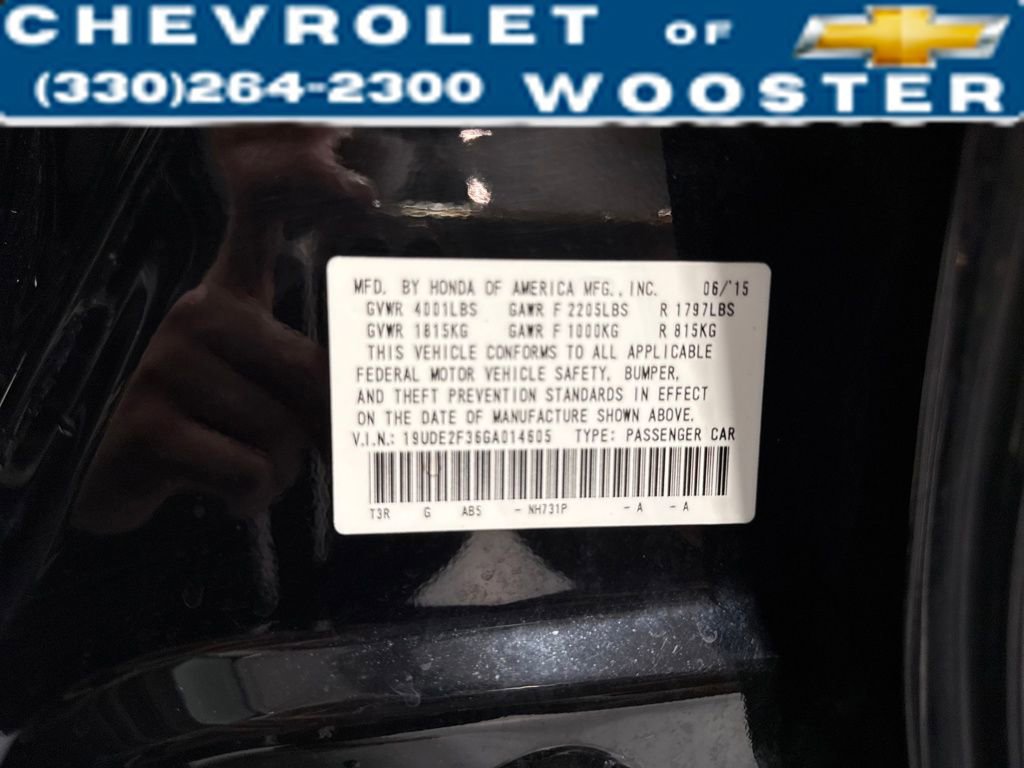 CHEVROLET OF
(330)264-2300 WOOSTER
MFD. BY HONDA OF AMERICA MFG., INC. 06/'15
GVWR 4001LBS GAWR F 2205LBS R 1797LBS
GVWR 1815KG GAWR F 1000KG R 815KG
THIS VEHICLE CONFORMS TO ALL APPLICABLE
FEDERAL MOTOR VEHICLE SAFETY, BUMPER,
AND THEFT PREVENTION STANDARDS IN EFFECT
ON THE DATE OF MANUFACTURE SHOWN ABOVE.
V.I.N.: 19UDE2F36GA014605 TYPE: PASSENGER CAR
T3R G AB5 - NH731P - A - A